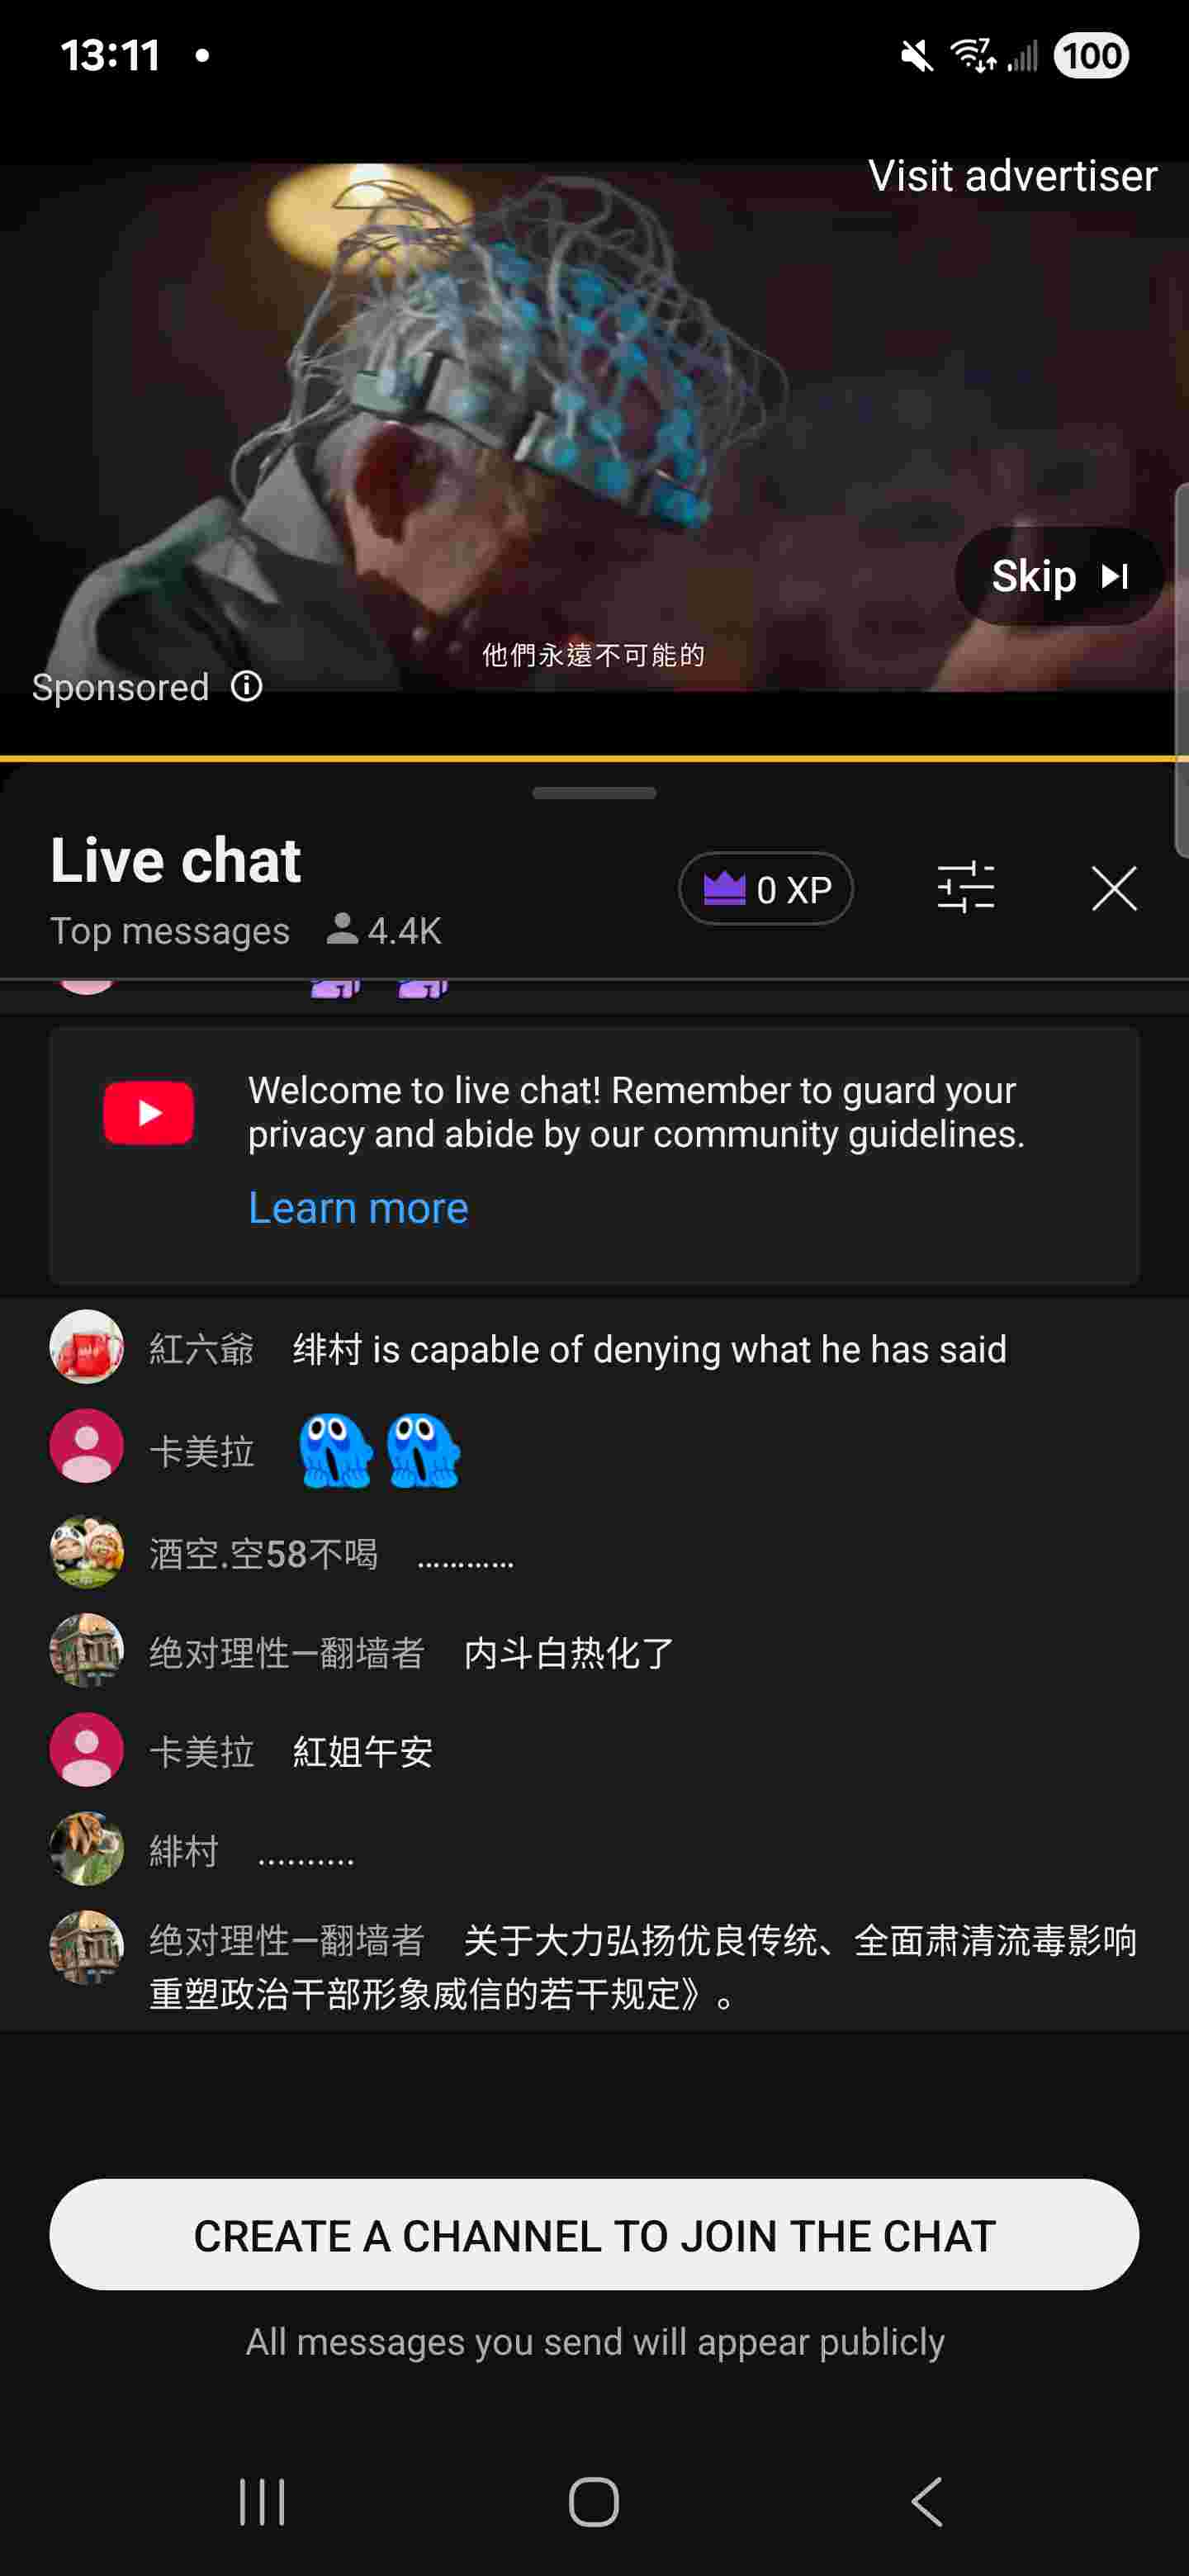 13:11
7
100
Visit advertiser
Skip
他們永遠不可能的
Sponsored
Live chat
0 XP
Top messages 4.4K
Welcome to live chat! Remember to guard your
privacy and abide by our community guidelines.
Learn more
紅六爺 绯村 is capable of denying what he has said
卡美拉
酒空.空58不喝 …………
绝对理性一翻墙者 内斗白热化了
卡美拉 紅姐午安
緋村 ..........
绝对理性一翻墙者 关于大力弘扬优良传统、全面肃清流毒影响
重塑政治干部形象威信的若干规定》。
CREATE A CHANNEL TO JOIN THE CHAT
All messages you send will appear publicly